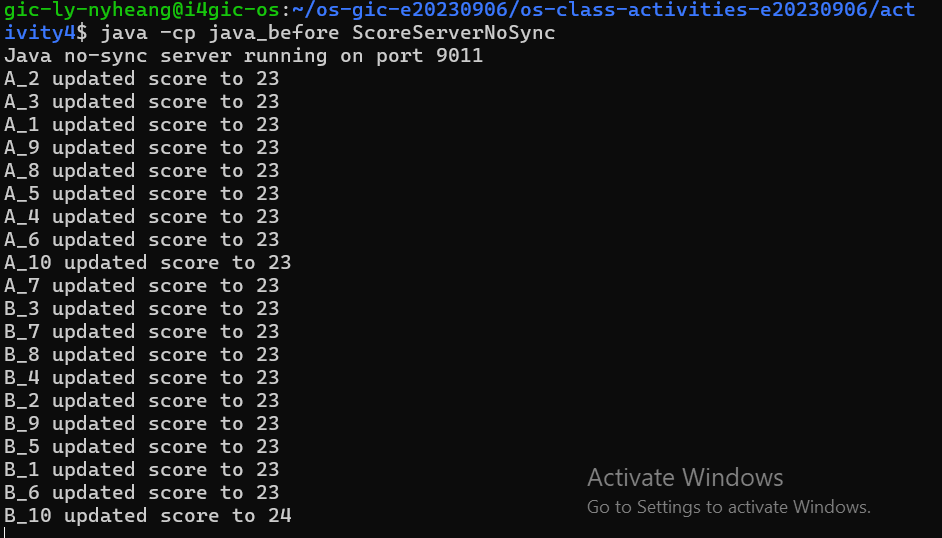 gic-ly-nyheang@i4gic-os:~/os-gic-e20230906/os-class-activities-e20230906/act
ivity4$ java -cp java_before ScoreServerNoSync
Java no-sync server running on port 9011
A_2 updated score to 23
A_3 updated score to 23
A_1 updated score to 23
A_9 updated score to 23
A_8 updated score to 23
A_5 updated score to 23
A_4 updated score to 23
A_6 updated score to 23
A_10 updated score to 23
A_7 updated score to 23
B_3 updated score to 23
B_7 updated score to 23
B_8 updated score to 23
B_4 updated score to 23
B_2 updated score to 23
B_9 updated score to 23
B_5 updated score to 23
B_1 updated score to 23
B_6 updated score to 23
B_10 updated score to 24
Activate Windows
Go to Settings to activate Windows.